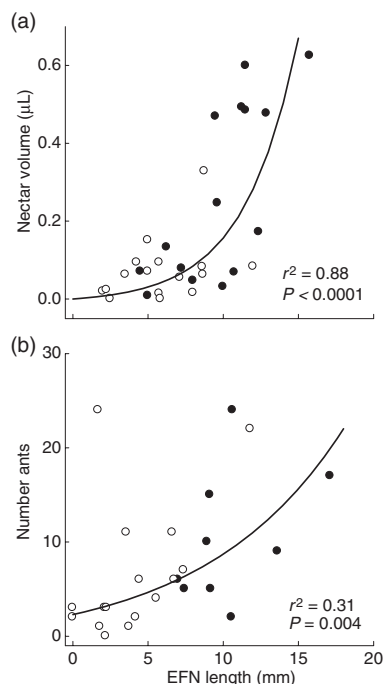 (a)
0.6
0.4
0.2
0.0
Nectar volume (μL)
r² = 0.88
P < 0.0001
(b)
30
20
10
0
Number ants
r² = 0.31
P = 0.004
0 5 10 15 20
EFN length (mm)